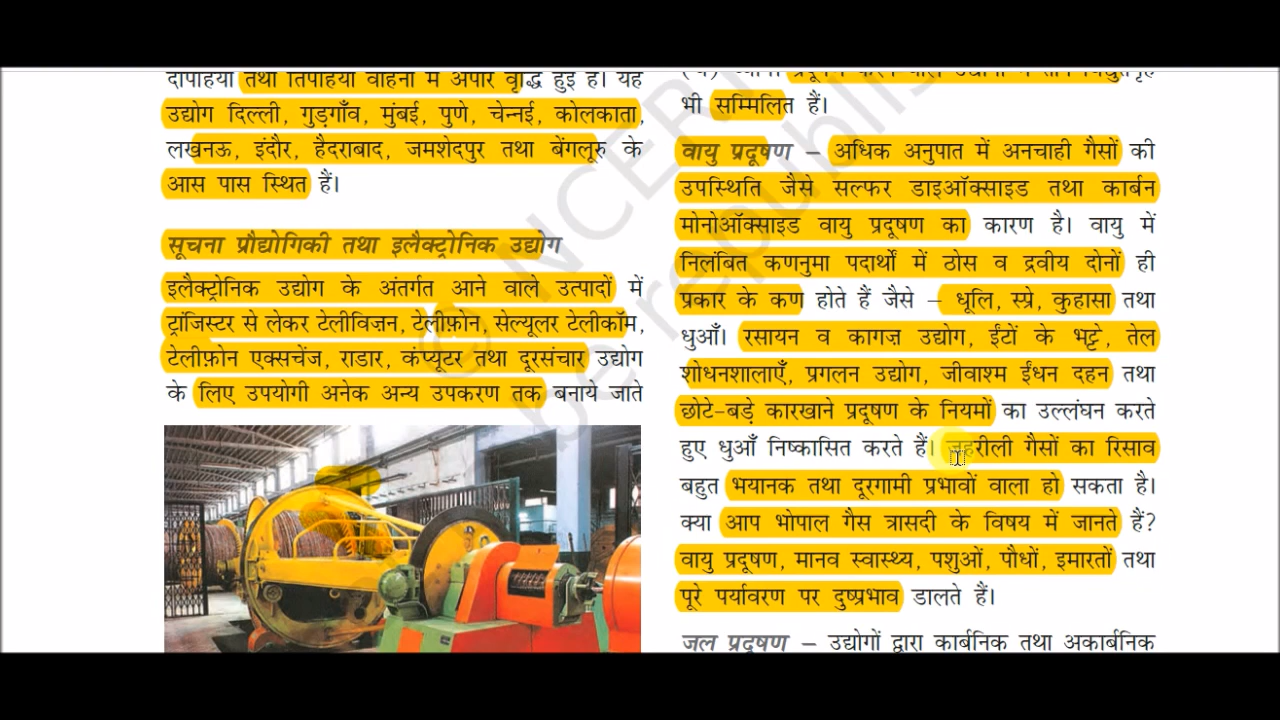 दोपहिया तथा तिपहिया वाहनों में अपार वृद्धि हुई है। यह
उद्योग दिल्ली, गुड़गाँव, मुंबई, पुणे, चेन्नई, कोलकाता,
लखनऊ, इंदौर, हैदराबाद, जमशेदपुर तथा बेंगलूरु के
आस पास स्थित हैं।
सूचना प्रौद्योगिकी तथा इलैक्ट्रोनिक उद्योग
इलैक्ट्रोनिक उद्योग के अंतर्गत आने वाले उत्पादों में
ट्रांजिस्टर से लेकर टेलीविज़न, टेलीफ़ोन, सेल्यूलर टेलीकॉम,
टेलीफ़ोन एक्सचेंज, राडार, कंप्यूटर तथा दूरसंचार उद्योग
के लिए उपयोगी अनेक अन्य उपकरण तक बनाये जाते
भी सम्मिलित हैं।
वायु प्रदूषण – अधिक अनुपात में अनचाही गैसों की
उपस्थिति जैसे सल्फर डाइऑक्साइड तथा कार्बन
मोनोऑक्साइड वायु प्रदूषण का कारण है। वायु में
निलंबित कणनुमा पदार्थों में ठोस व द्रवीय दोनों ही
प्रकार के कण होते हैं जैसे – धूलि, स्प्रे, कुहासा तथा
धुआँ। रसायन व कागज़ उद्योग, ईंटों के भट्टे, तेल
शोधनशालाएँ, प्रगलन उद्योग, जीवाश्म ईंधन दहन तथा
छोटे-बड़े कारखाने प्रदूषण के नियमों का उल्लंघन करते
हुए धुआँ निष्कासित करते हैं। ज़हरीली गैसों का रिसाव
बहुत भयानक तथा दूरगामी प्रभावों वाला हो सकता है।
क्या आप भोपाल गैस त्रासदी के विषय में जानते हैं?
वायु प्रदूषण, मानव स्वास्थ्य, पशुओं, पौधों, इमारतों तथा
पूरे पर्यावरण पर दुष्प्रभाव डालते हैं।
जल प्रदूषण – उद्योगों द्वारा कार्बनिक तथा अकार्बनिक
© NCERT
be republis